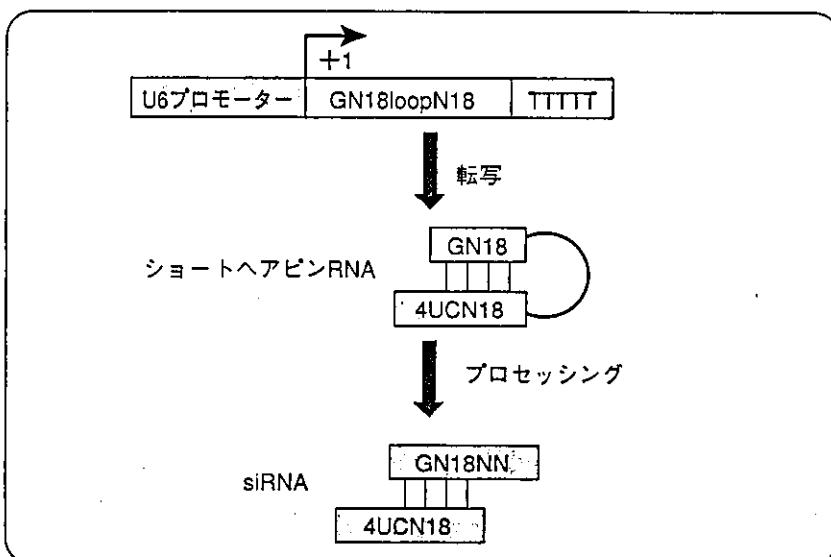 +1
U6プロモーター GN18loopN18 TTTTT
転写
GN18
ショートヘアピンRNA
4UCN18
プロセッシング
GN18NN
siRNA
4UCN18